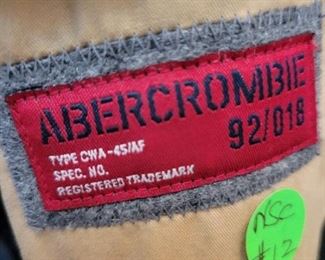 ABERCROMBIE
92/018
TYPE CWA-45/AF
SPEC. NO.
REGISTERED TRADEMARK
NSC
#12